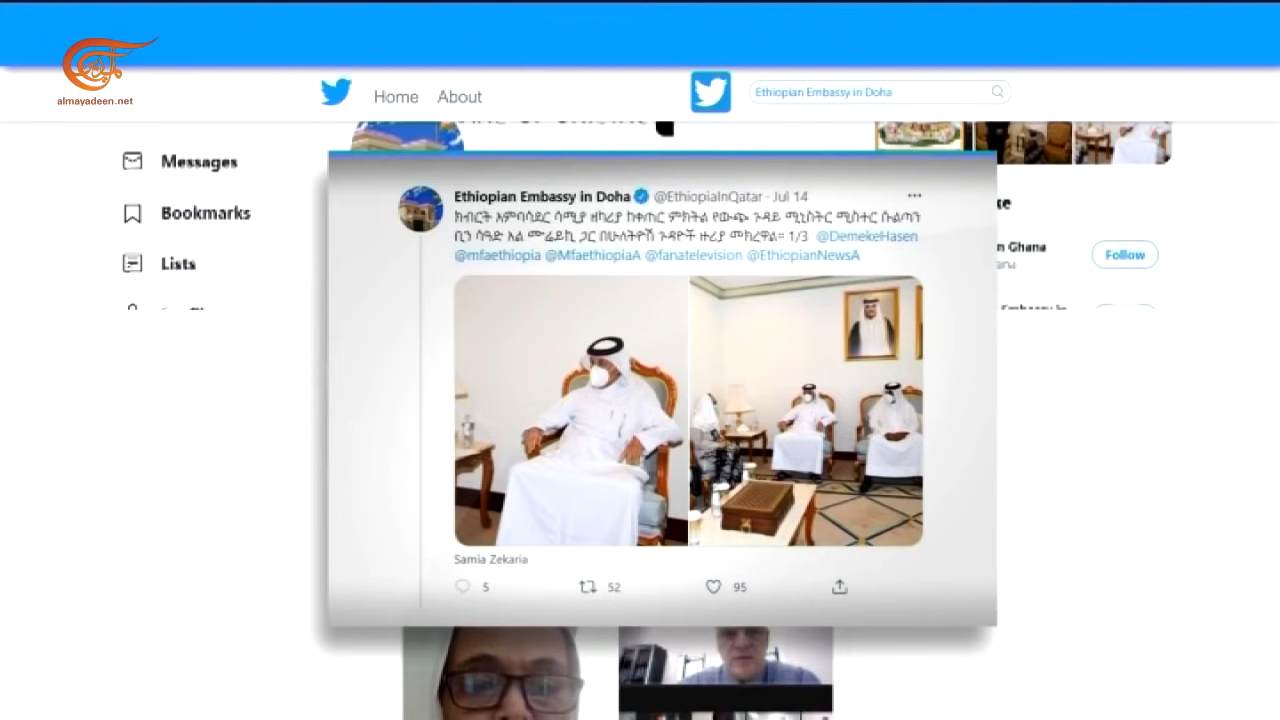 almayadeen.net
Home
About
Ethiopian Embassy in Doha
Messages
Bookmarks
Lists
Ethiopian Embassy in Doha @EthiopiaInQatar · Jul 14
ክብርት አምባሳደር ሳሚያ ዘካሪያ ከቀጠር ምክትል የውጭ ጉዳይ ሚኒስትር ሚስተር ሱልጣን
ቢን ሳዕድ አል ሙሬይኪ ጋር በሁለትዮሽ ጉዳዮች ዙሪያ መክረዋል። 1/3 @DemekeHasen
@mfaethiopia @MfaethiopiaA @fanatelevision @EthiopianNewsA
Samia Zekaria
5
52
95
n Ghana
Follow